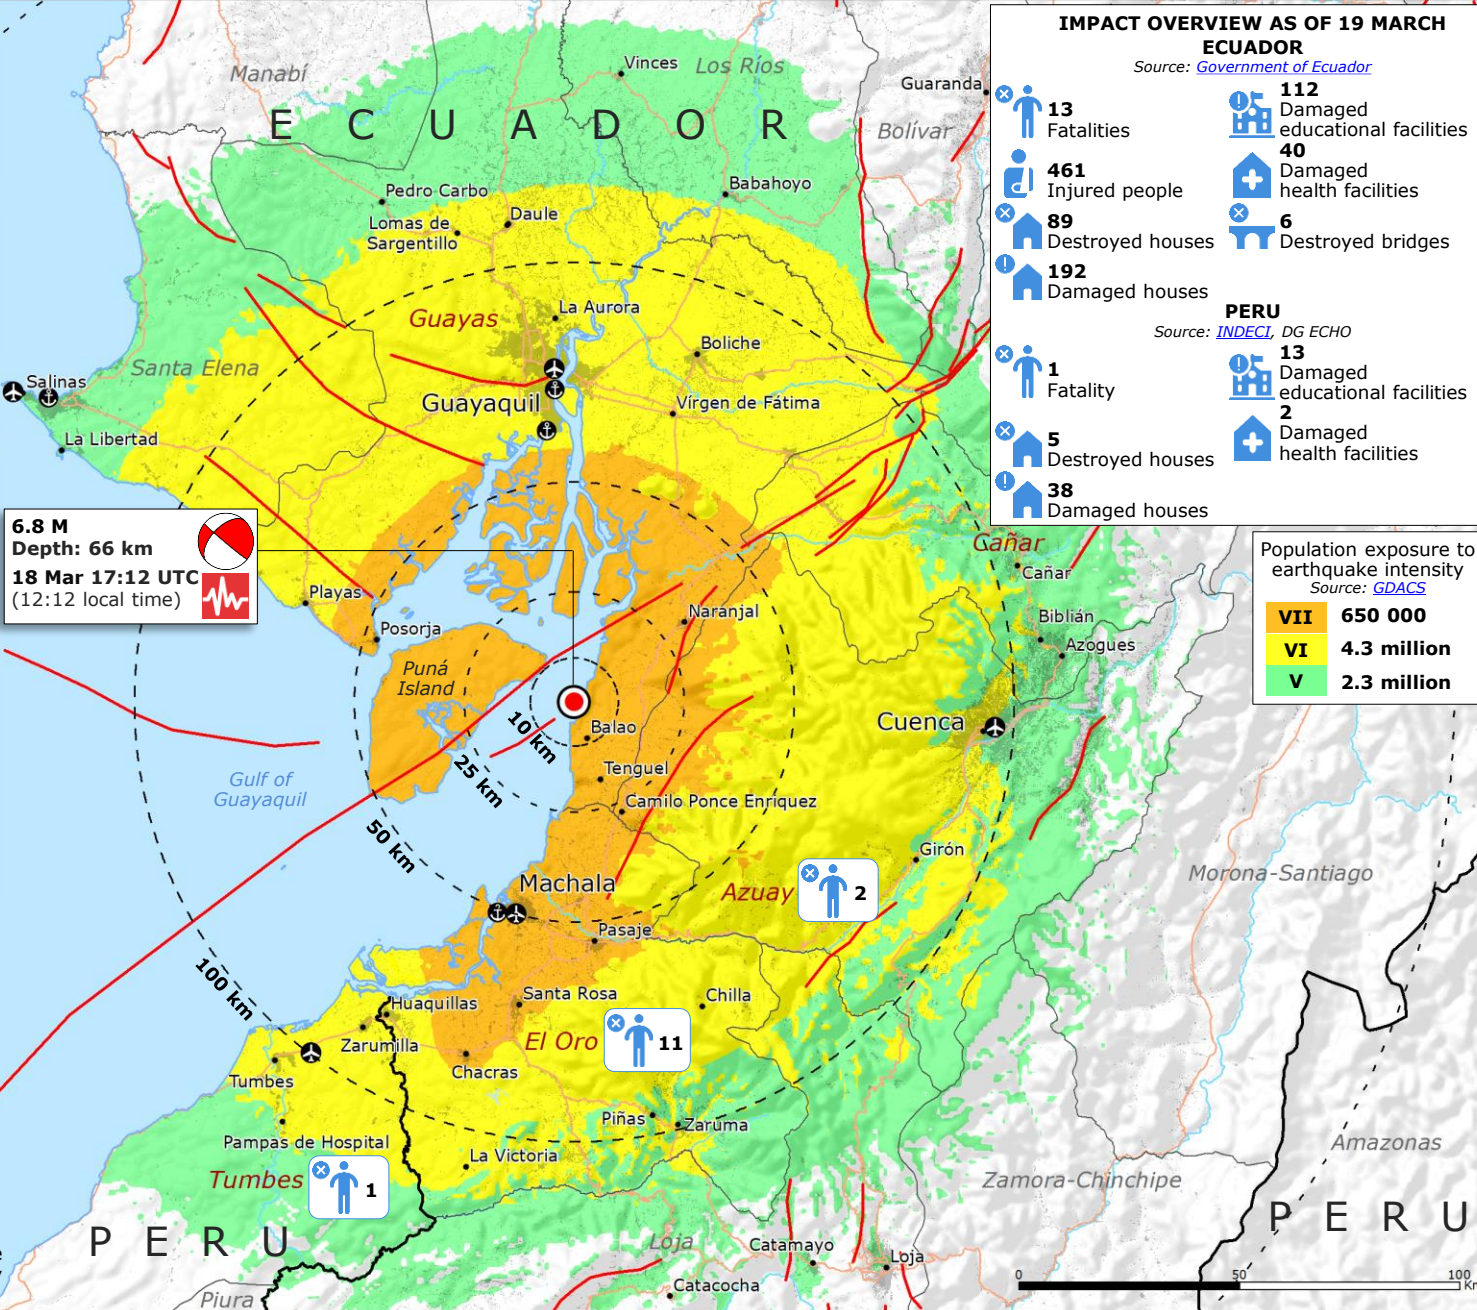 IMPACT OVERVIEW AS OF 19 MARCH
ECUADOR
Source: Government of Ecuador
13
Fatalities
112
Damaged
educational facilities
461
Injured people
40
Damaged
health facilities
89
Destroyed houses
6
Destroyed bridges
192
Damaged houses
PERU
Source: INDECI, DG ECHO
1
Fatality
13
Damaged
educational facilities
5
Destroyed houses
2
Damaged
health facilities
38
Damaged houses
Population exposure to
earthquake intensity
Source: GDACS
VII 650 000
VI 4.3 million
V 2.3 million
6.8 M
Depth: 66 km
18 Mar 17:12 UTC
(12:12 local time)
Manabí
Vinces
Los Ríos
Guaranda
E C U A D O R
Bolívar
Pedro Carbo
Babahoyo
Lomas de
Sargentillo
Daule
Guayas
La Aurora
Boliche
Santa Elena
Salinas
Guayaquil
Vírgen de Fátima
La Libertad
Cañar
Cañar
Playas
Naranjal
Biblián
Posorja
Azogues
Puná
Island
Cuenca
10 km
Balao
25 km
Tenguel
Gulf of
Guayaquil
Camilo Ponce Enriquez
50 km
Girón
Morona-Santiago
Machala
Azuay
2
Pasaje
100 km
Huaquillas
Santa Rosa
Chilla
Zarumilla
El Oro
11
Tumbes
Chacras
Piñas
Zaruma
Pampas de Hospital
La Victoria
Amazonas
Tumbes
1
Zamora-Chinchipe
P E R U
P E R U
Loja
Catamayo
Loja
Catacocha
Piura
0 50 100
Km